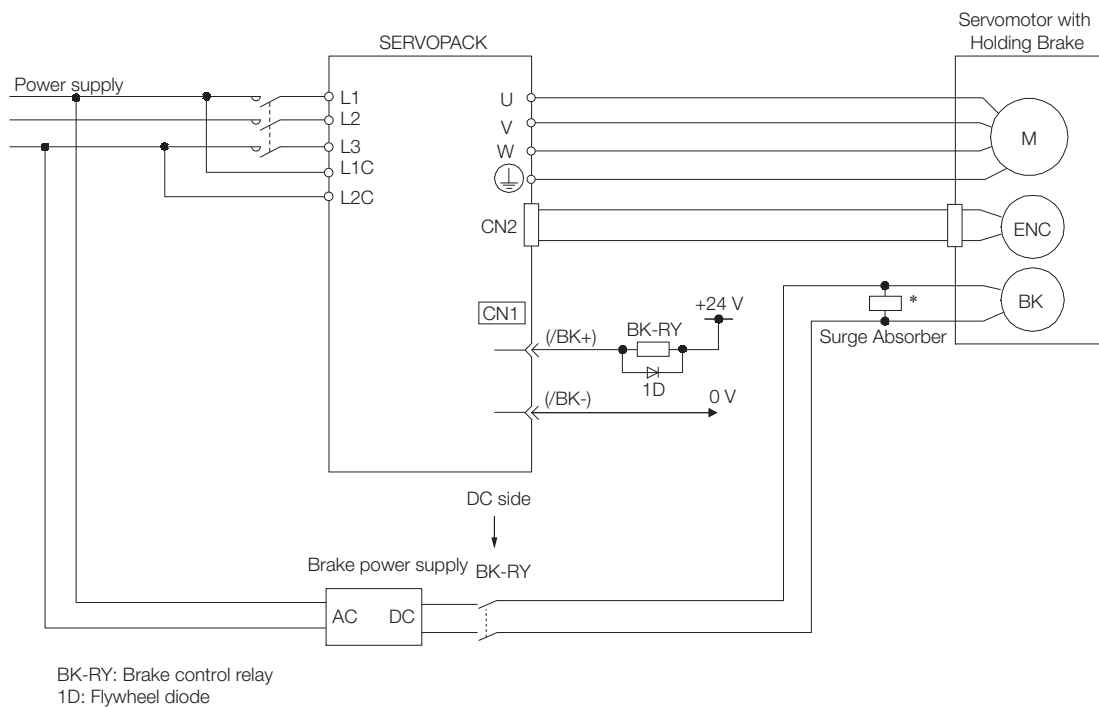 Servomotor with
Holding Brake
SERVOPACK
Power supply
L1
L2
L3
L1C
L2C
U
V
W
M
CN2
ENC
CN1
BK
*
Surge Absorber
+24 V
BK-RY
(/BK+)
1D
(/BK-)
0 V
DC side
Brake power supply
BK-RY
AC
DC
BK-RY: Brake control relay
1D: Flywheel diode